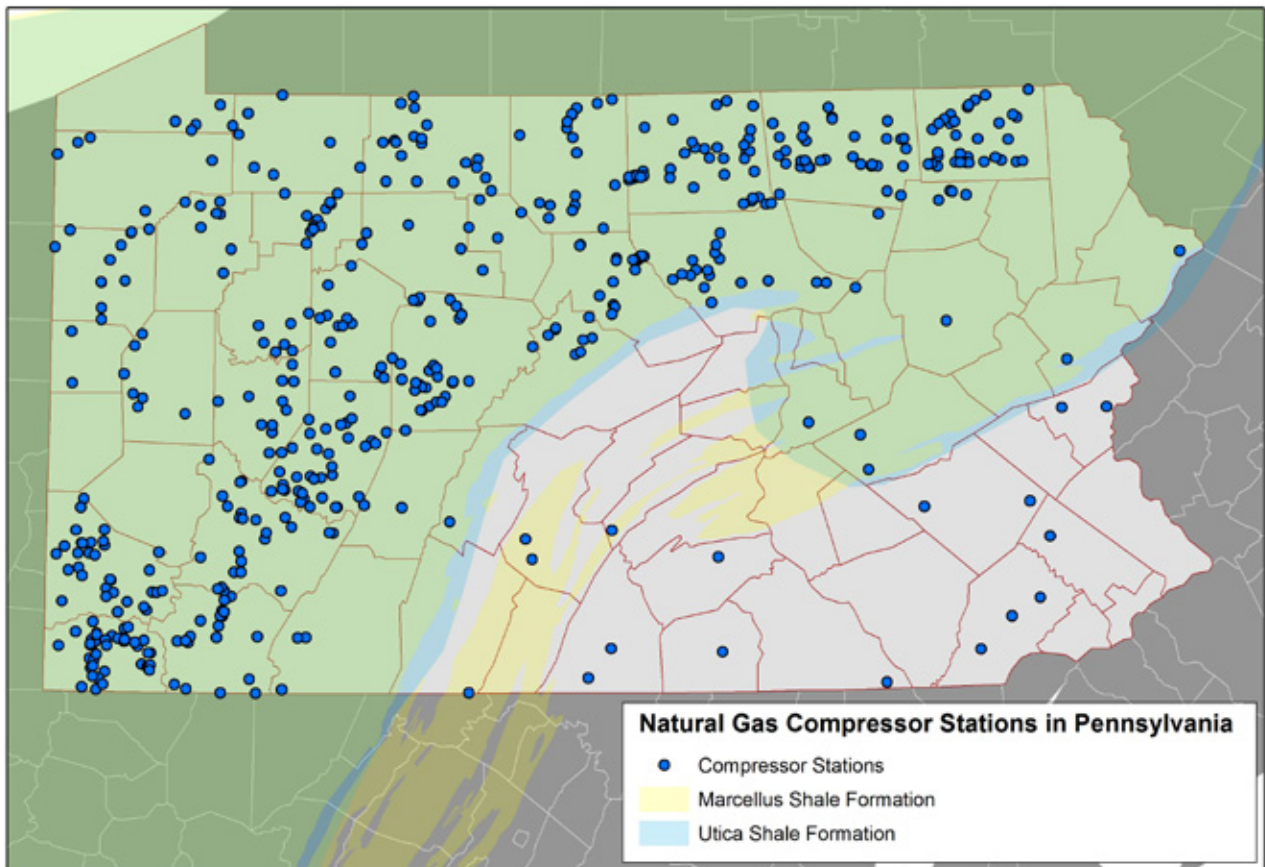 Natural Gas Compressor Stations in Pennsylvania
Compressor Stations
Marcellus Shale Formation
Utica Shale Formation